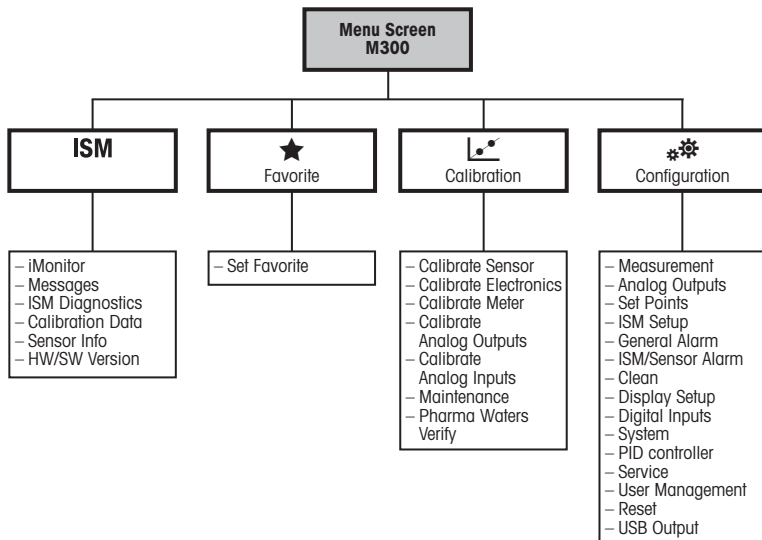 Menu Screen
M300
ISM
Favorite
Calibration
Configuration
– iMonitor
– Messages
– ISM Diagnostics
– Calibration Data
– Sensor Info
– HW/SW Version
– Set Favorite
– Calibrate Sensor
– Calibrate Electronics
– Calibrate Meter
– Calibrate
Analog Outputs
– Calibrate
Analog Inputs
– Maintenance
– Pharma Waters
Verify
– Measurement
– Analog Outputs
– Set Points
– ISM Setup
– General Alarm
– ISM/Sensor Alarm
– Clean
– Display Setup
– Digital Inputs
– System
– PID controller
– Service
– User Management
– Reset
– USB Output